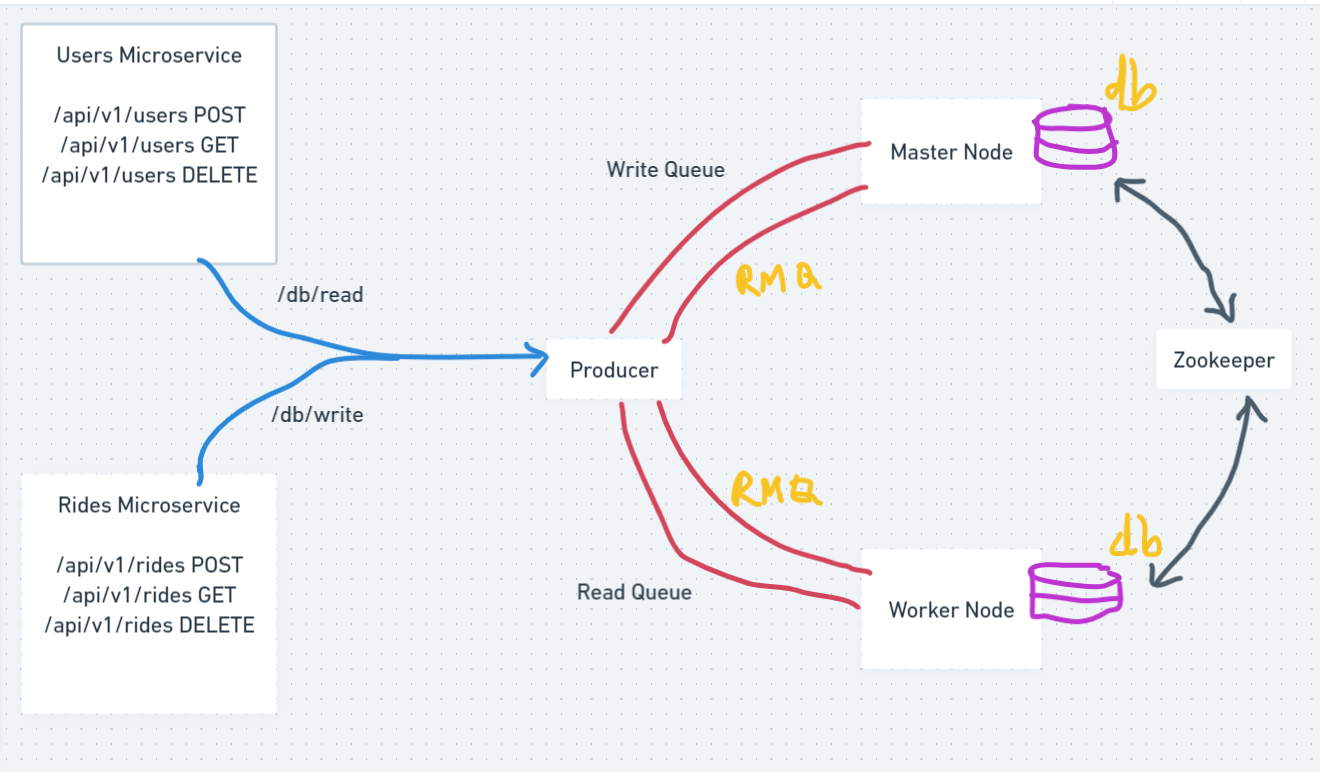 Users Microservice
/api/v1/users POST
/api/v1/users GET
/api/v1/users DELETE
/db/read
/db/write
Rides Microservice
/api/v1/rides POST
/api/v1/rides GET
/api/v1/rides DELETE
Producer
Write Queue
RMQ
RMQ
Read Queue
Master Node
db
Zookeeper
Worker Node
db